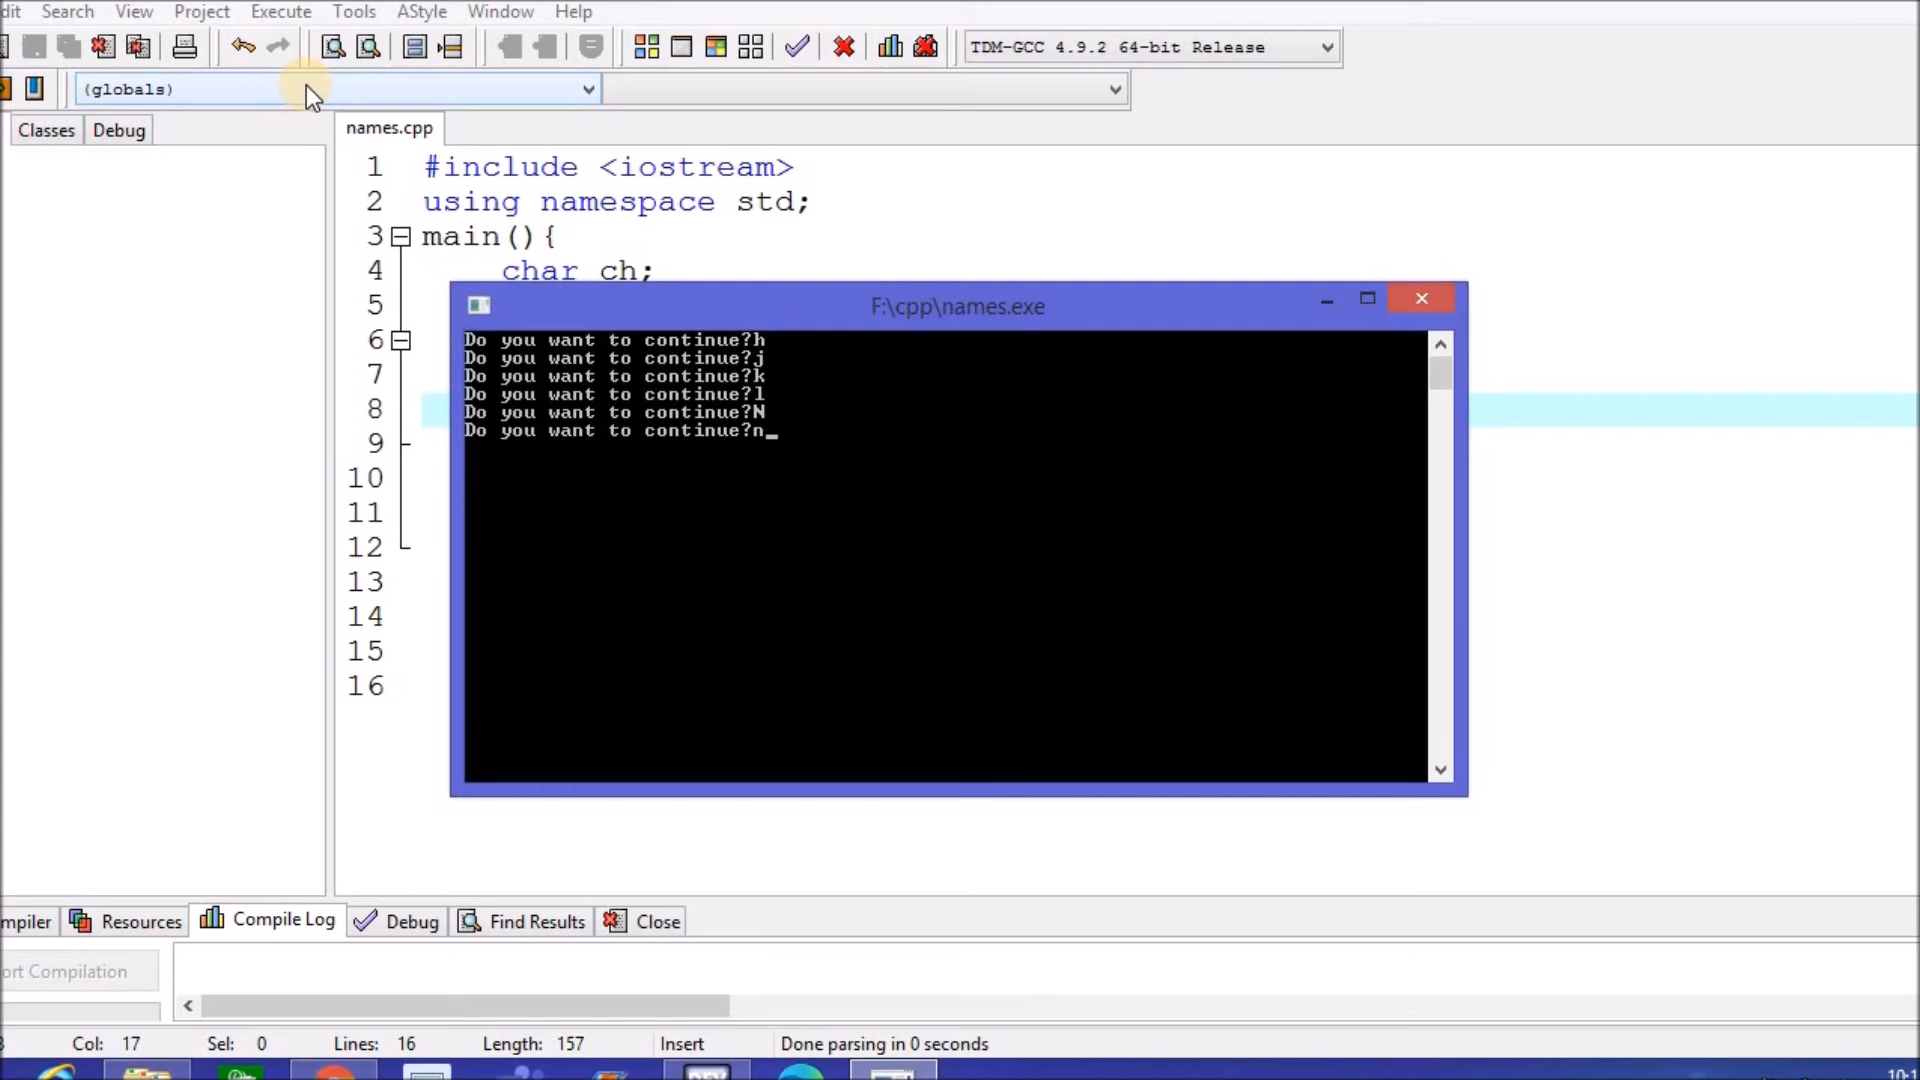 dit Search View Project Execute Tools AStyle Window Help
TDM-GCC 4.9.2 64-bit Release
(globals)
Classes Debug
names.cpp
1 #include <iostream>
2 using namespace std;
3 main(){
4 char ch;
5
6
7
8
9
10
11
12
13
14
15
16
F:\cpp\names.exe
Do you want to continue?h
Do you want to continue?j
Do you want to continue?k
Do you want to continue?l
Do you want to continue?N
Do you want to continue?n_
mpiler Resources Compile Log Debug Find Results Close
ort Compilation
Col: 17 Sel: 0 Lines: 16 Length: 157 Insert Done parsing in 0 seconds
DEV
10:1